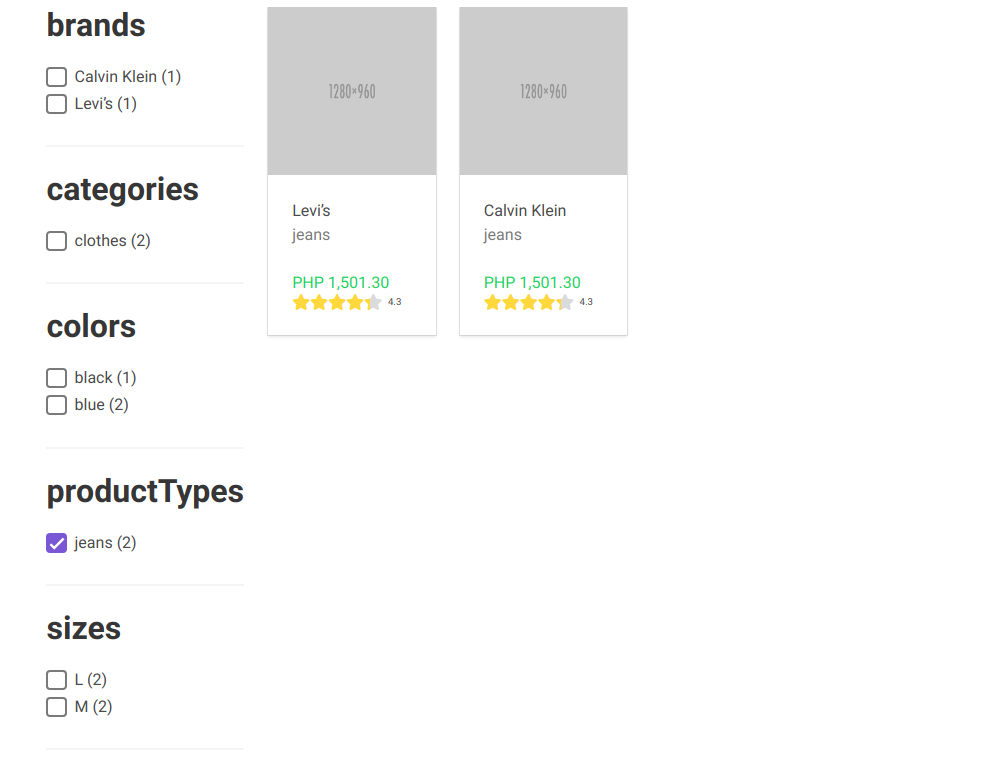 brands
Calvin Klein (1)
Levi's (1)
categories
clothes (2)
colors
black (1)
blue (2)
productTypes
jeans (2)
sizes
L (2)
M (2)
1280×960
Levi's
jeans
PHP 1,501.30
4.3
1280×960
Calvin Klein
jeans
PHP 1,501.30
4.3